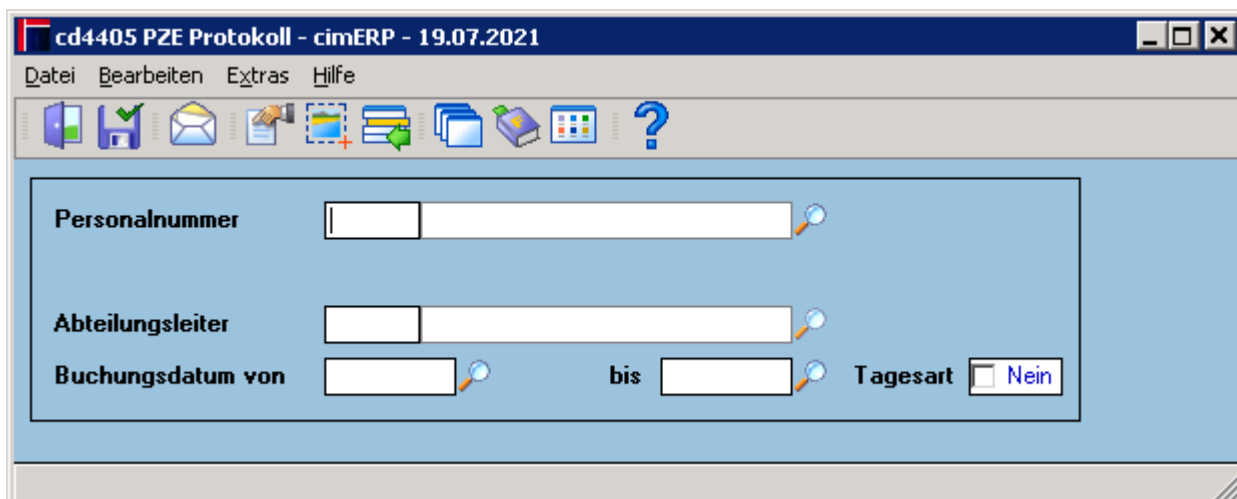 cd4405 PZE Protokoll - cimERP - 19.07.2021
Datei Bearbeiten Extras Hilfe
Personalnummer
Abteilungsleiter
Buchungsdatum von bis Tagesart Nein